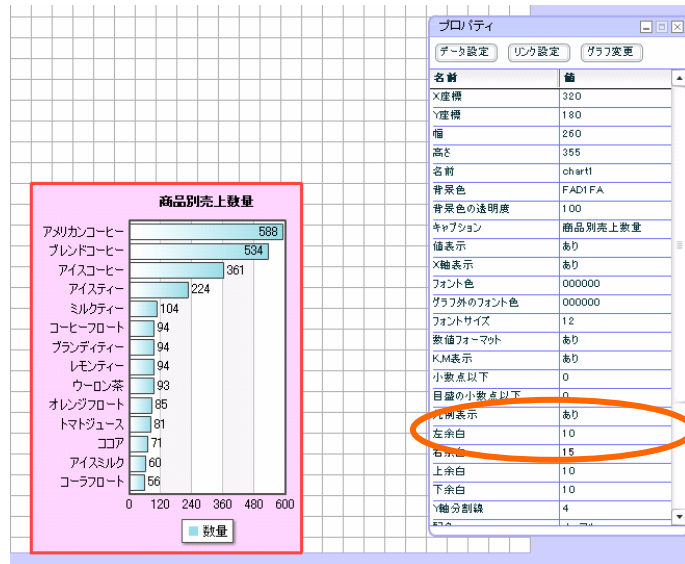 プロパティ
データ設定 リンク設定 グラフ変更
名前 値
X座標 320
Y座標 180
幅 260
高さ 355
名前 chart1
背景色 FAD1FA
背景色の透明度 100
キャプション 商品別売上数量
値表示 あり
X軸表示 あり
フォント色 000000
グラフ外のフォント色 000000
フォントサイズ 12
数値フォーマット あり
K,M表示 あり
小数点以下 0
目盛の小数点以下 0
凡例表示 あり
左余白 10
右余白 15
上余白 10
下余白 10
Y軸分割線 4
商品別売上数量
アメリカンコーヒー 588
ブレンドコーヒー 534
アイスコーヒー 361
アイスティー 224
ミルクティー 104
コーヒーフロート 94
ブランディティー 94
レモンティー 94
ウーロン茶 93
オレンジフロート 85
トマトジュース 81
ココア 71
アイスミルク 60
コーラフロート 56
0 120 240 360 480 600
数量